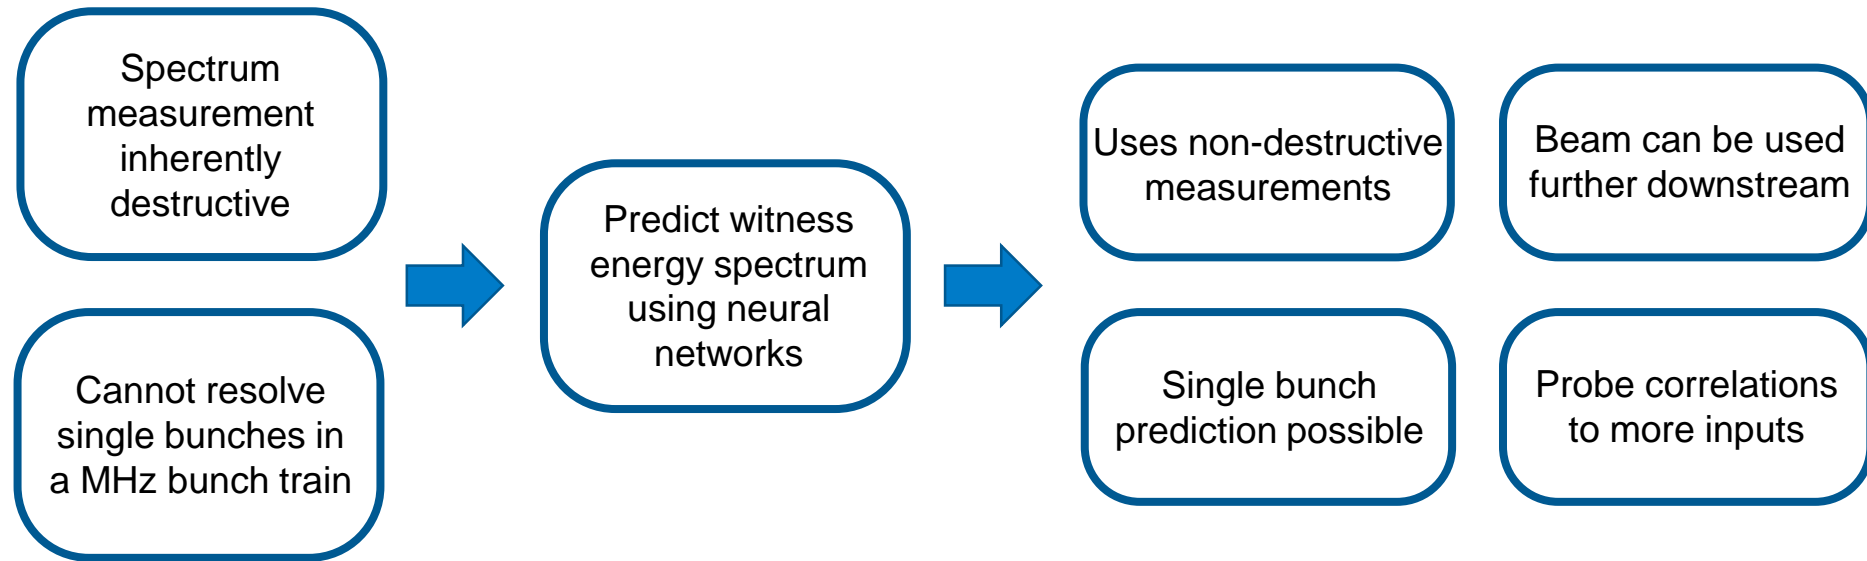 Spectrum
measurement
inherently
destructive
Cannot resolve
single bunches in
a MHz bunch train
Predict witness
energy spectrum
using neural
networks
Uses non-destructive
measurements
Beam can be used
further downstream
Single bunch
prediction possible
Probe correlations
to more inputs